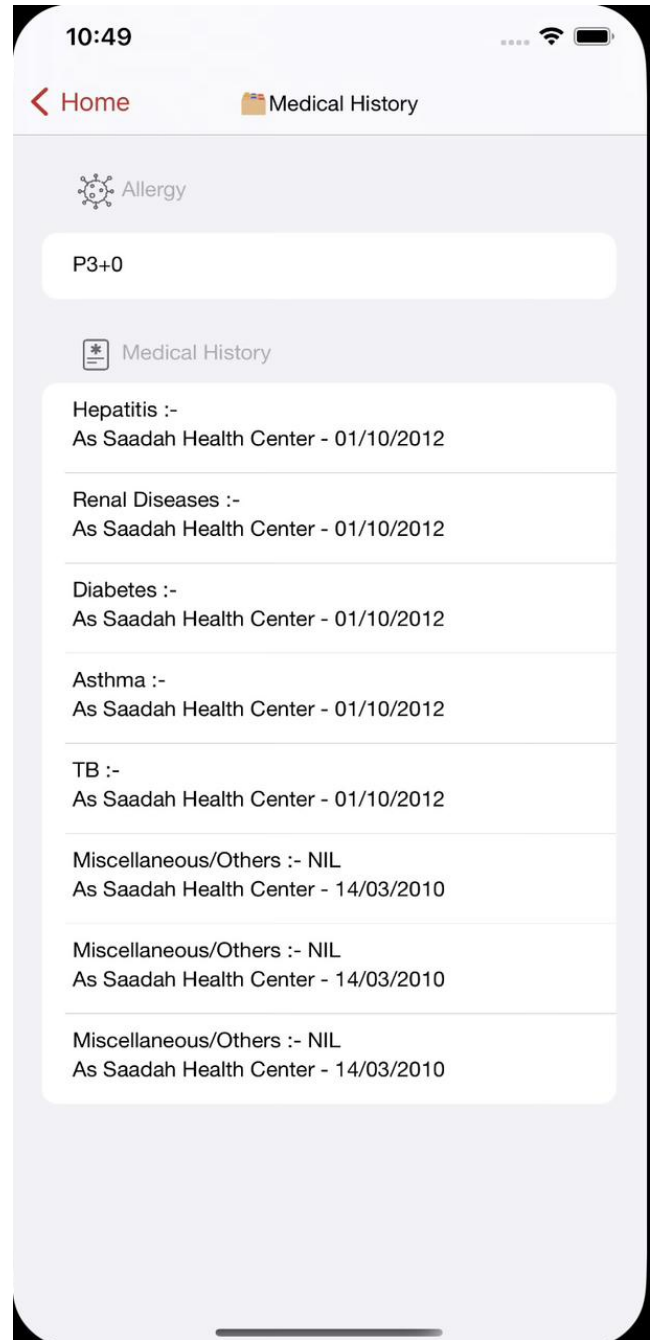 10:49
Home
Medical History
Allergy
P3+0
Medical History
Hepatitis :-
As Saadah Health Center - 01/10/2012
Renal Diseases :-
As Saadah Health Center - 01/10/2012
Diabetes :-
As Saadah Health Center - 01/10/2012
Asthma :-
As Saadah Health Center - 01/10/2012
TB :-
As Saadah Health Center - 01/10/2012
Miscellaneous/Others :- NIL
As Saadah Health Center - 14/03/2010
Miscellaneous/Others :- NIL
As Saadah Health Center - 14/03/2010
Miscellaneous/Others :- NIL
As Saadah Health Center - 14/03/2010